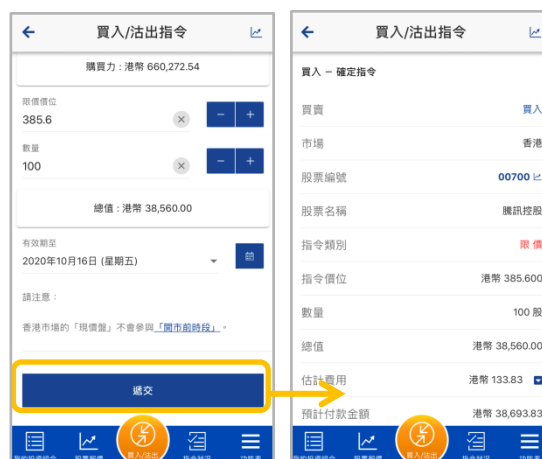 買入/沽出指令
購買力 : 港幣 660,272.54
限價價位
385.6
數量
100
總值 : 港幣 38,560.00
有效期至
2020年10月16日 (星期五)
請注意 :
香港市場的「現價盤」不會參與「開市前時段」。
遞交
買入/沽出
買入/沽出指令
買入 – 確定指令
買賣 買入
市場 香港
股票編號 00700
股票名稱 騰訊控股
指令類別 限價
指令價位 港幣 385.600
數量 100 股
總值 港幣 38,560.00
估計費用 港幣 133.83
預計付款金額 港幣 38,693.83
買入/沽出